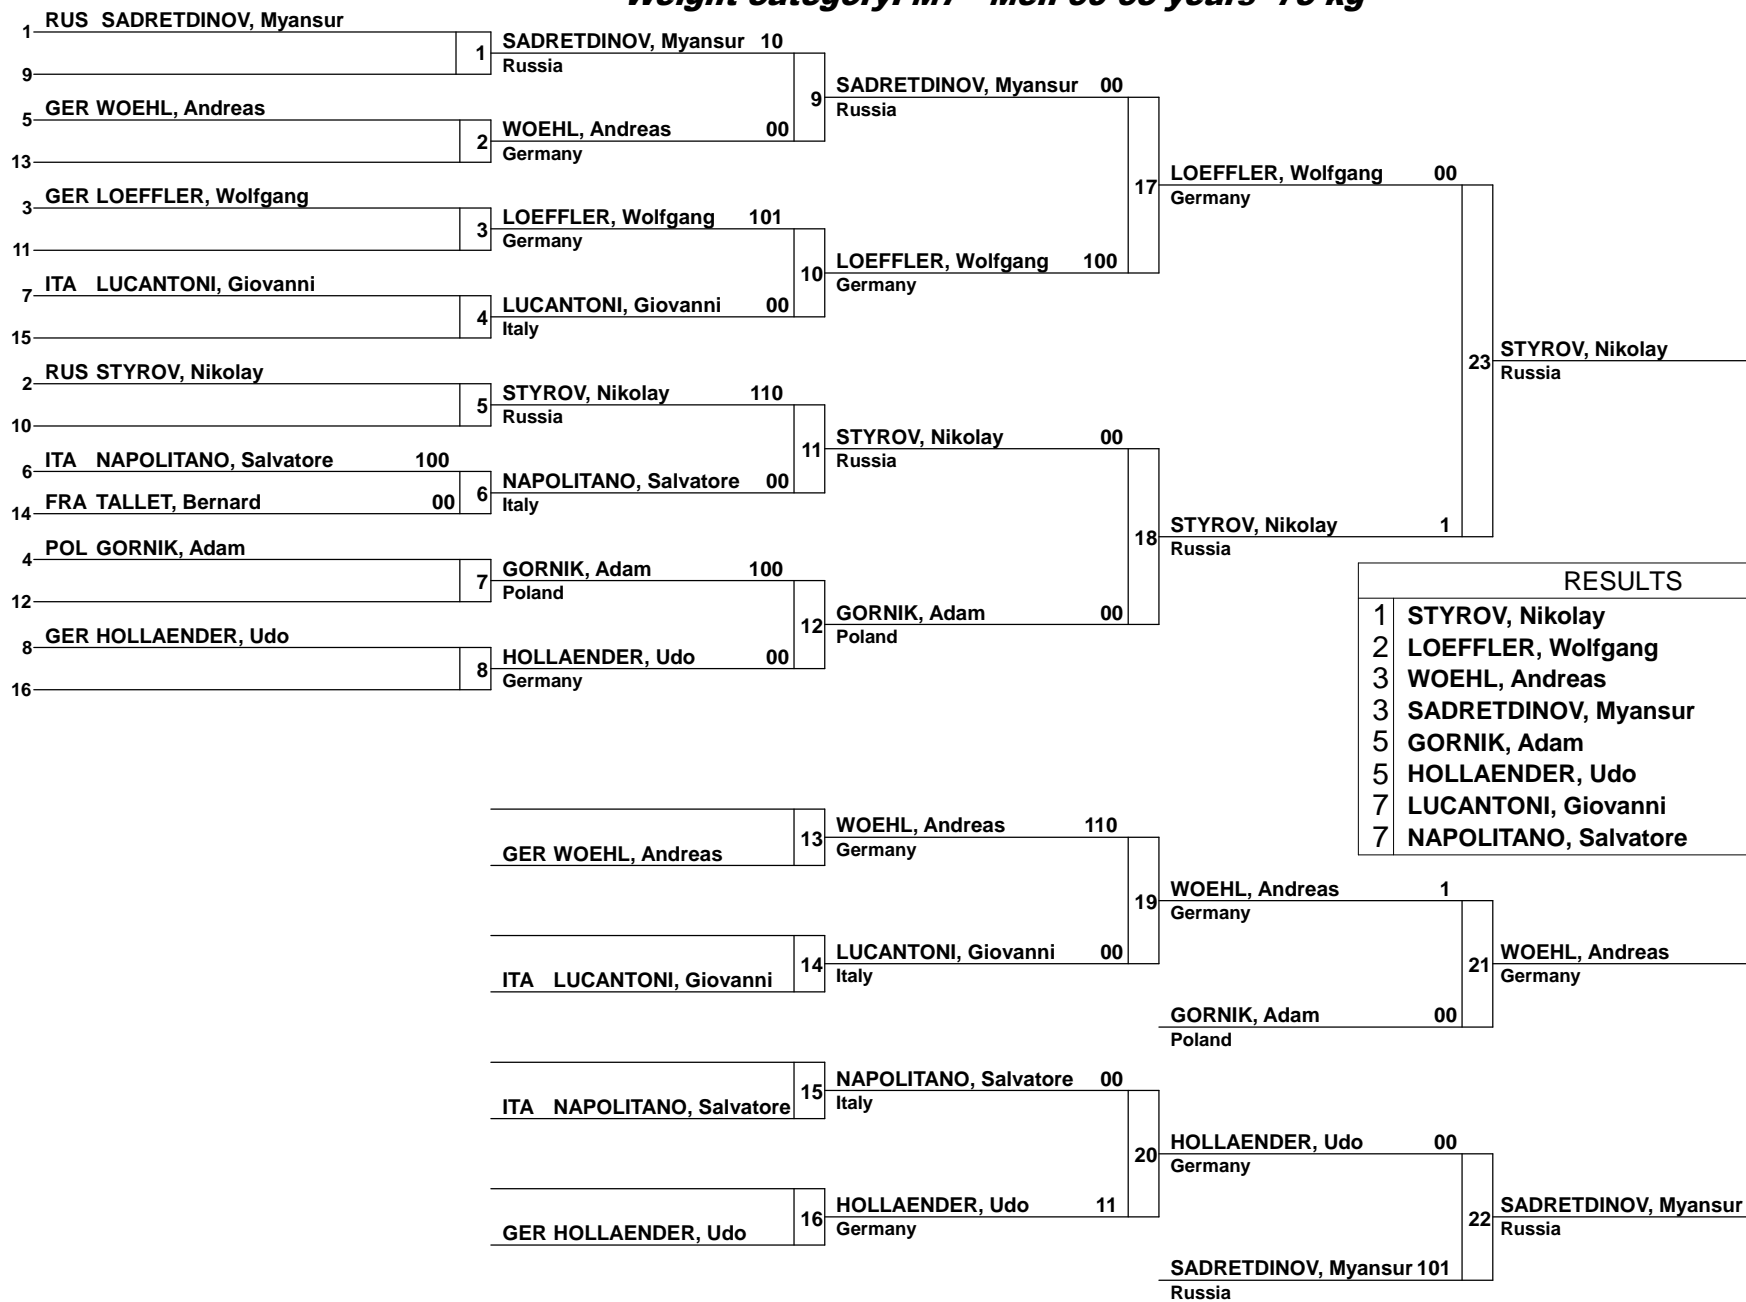 Weight category: Men years kg
1 RUS SADRETDINOV, Myansur
9
1 SADRETDINOV, Myansur 10
Russia
5 GER WOEHL, Andreas
13
2 WOEHL, Andreas 00
Germany
3 GER LOEFFLER, Wolfgang
11
3 LOEFFLER, Wolfgang 101
Germany
7 ITA LUCANTONI, Giovanni
15
4 LUCANTONI, Giovanni 00
Italy
2 RUS STYROV, Nikolay
10
5 STYROV, Nikolay 110
Russia
6 ITA NAPOLITANO, Salvatore 100
14 FRA TALLET, Bernard 00
6 NAPOLITANO, Salvatore 00
Italy
4 POL GORNIK, Adam
12
7 GORNIK, Adam 100
Poland
8 GER HOLLAENDER, Udo
16
8 HOLLAENDER, Udo 00
Germany
9 SADRETDINOV, Myansur 00
Russia
10 LOEFFLER, Wolfgang 100
Germany
11 STYROV, Nikolay 00
Russia
12 GORNIK, Adam 00
Poland
17 LOEFFLER, Wolfgang 00
Germany
18 STYROV, Nikolay 1
Russia
23 STYROV, Nikolay
Russia
RESULTS
1 STYROV, Nikolay
2 LOEFFLER, Wolfgang
3 WOEHL, Andreas
3 SADRETDINOV, Myansur
5 GORNIK, Adam
5 HOLLAENDER, Udo
7 LUCANTONI, Giovanni
7 NAPOLITANO, Salvatore
GER WOEHL, Andreas
13 WOEHL, Andreas 110
Germany
ITA LUCANTONI, Giovanni
14 LUCANTONI, Giovanni 00
Italy
19 WOEHL, Andreas 1
Germany
GORNIK, Adam 00
Poland
21 WOEHL, Andreas
Germany
ITA NAPOLITANO, Salvatore
15 NAPOLITANO, Salvatore 00
Italy
GER HOLLAENDER, Udo
16 HOLLAENDER, Udo 11
Germany
20 HOLLAENDER, Udo 00
Germany
SADRETDINOV, Myansur 101
Russia
22 SADRETDINOV, Myansur
Russia